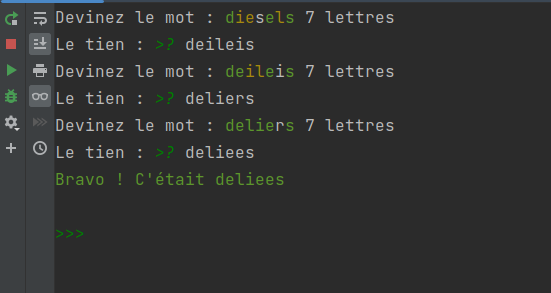 Devinez le mot : diesels 7 lettres
Le tien : >? deileis
Devinez le mot : deileis 7 lettres
Le tien : >? deliers
Devinez le mot : deliers 7 lettres
Le tien : >? deliees
Bravo ! C'était deliees
>>>